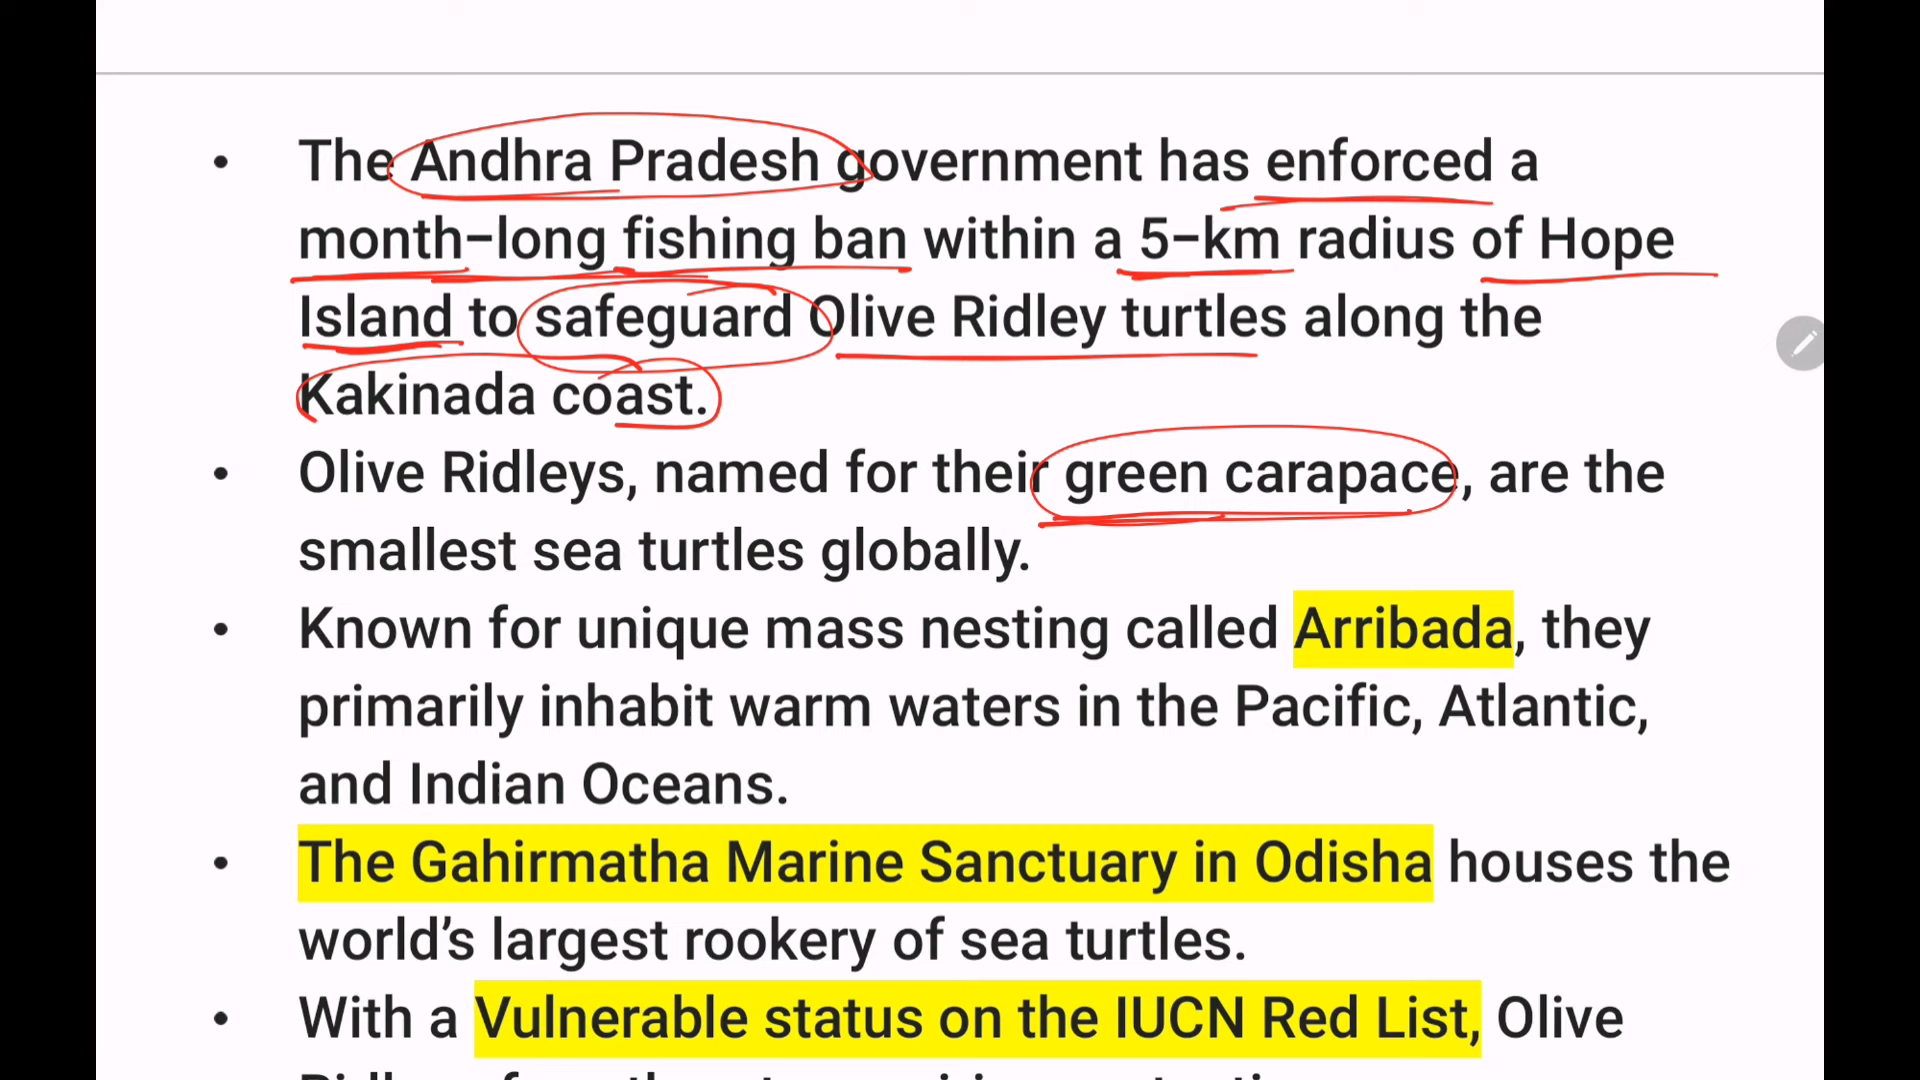 • The Andhra Pradesh government has enforced a
month-long fishing ban within a 5-km radius of Hope
Island to safeguard Olive Ridley turtles along the
Kakinada coast.
• Olive Ridleys, named for their green carapace, are the
smallest sea turtles globally.
• Known for unique mass nesting called Arribada, they
primarily inhabit warm waters in the Pacific, Atlantic,
and Indian Oceans.
• The Gahirmatha Marine Sanctuary in Odisha houses the
world’s largest rookery of sea turtles.
• With a Vulnerable status on the IUCN Red List, Olive